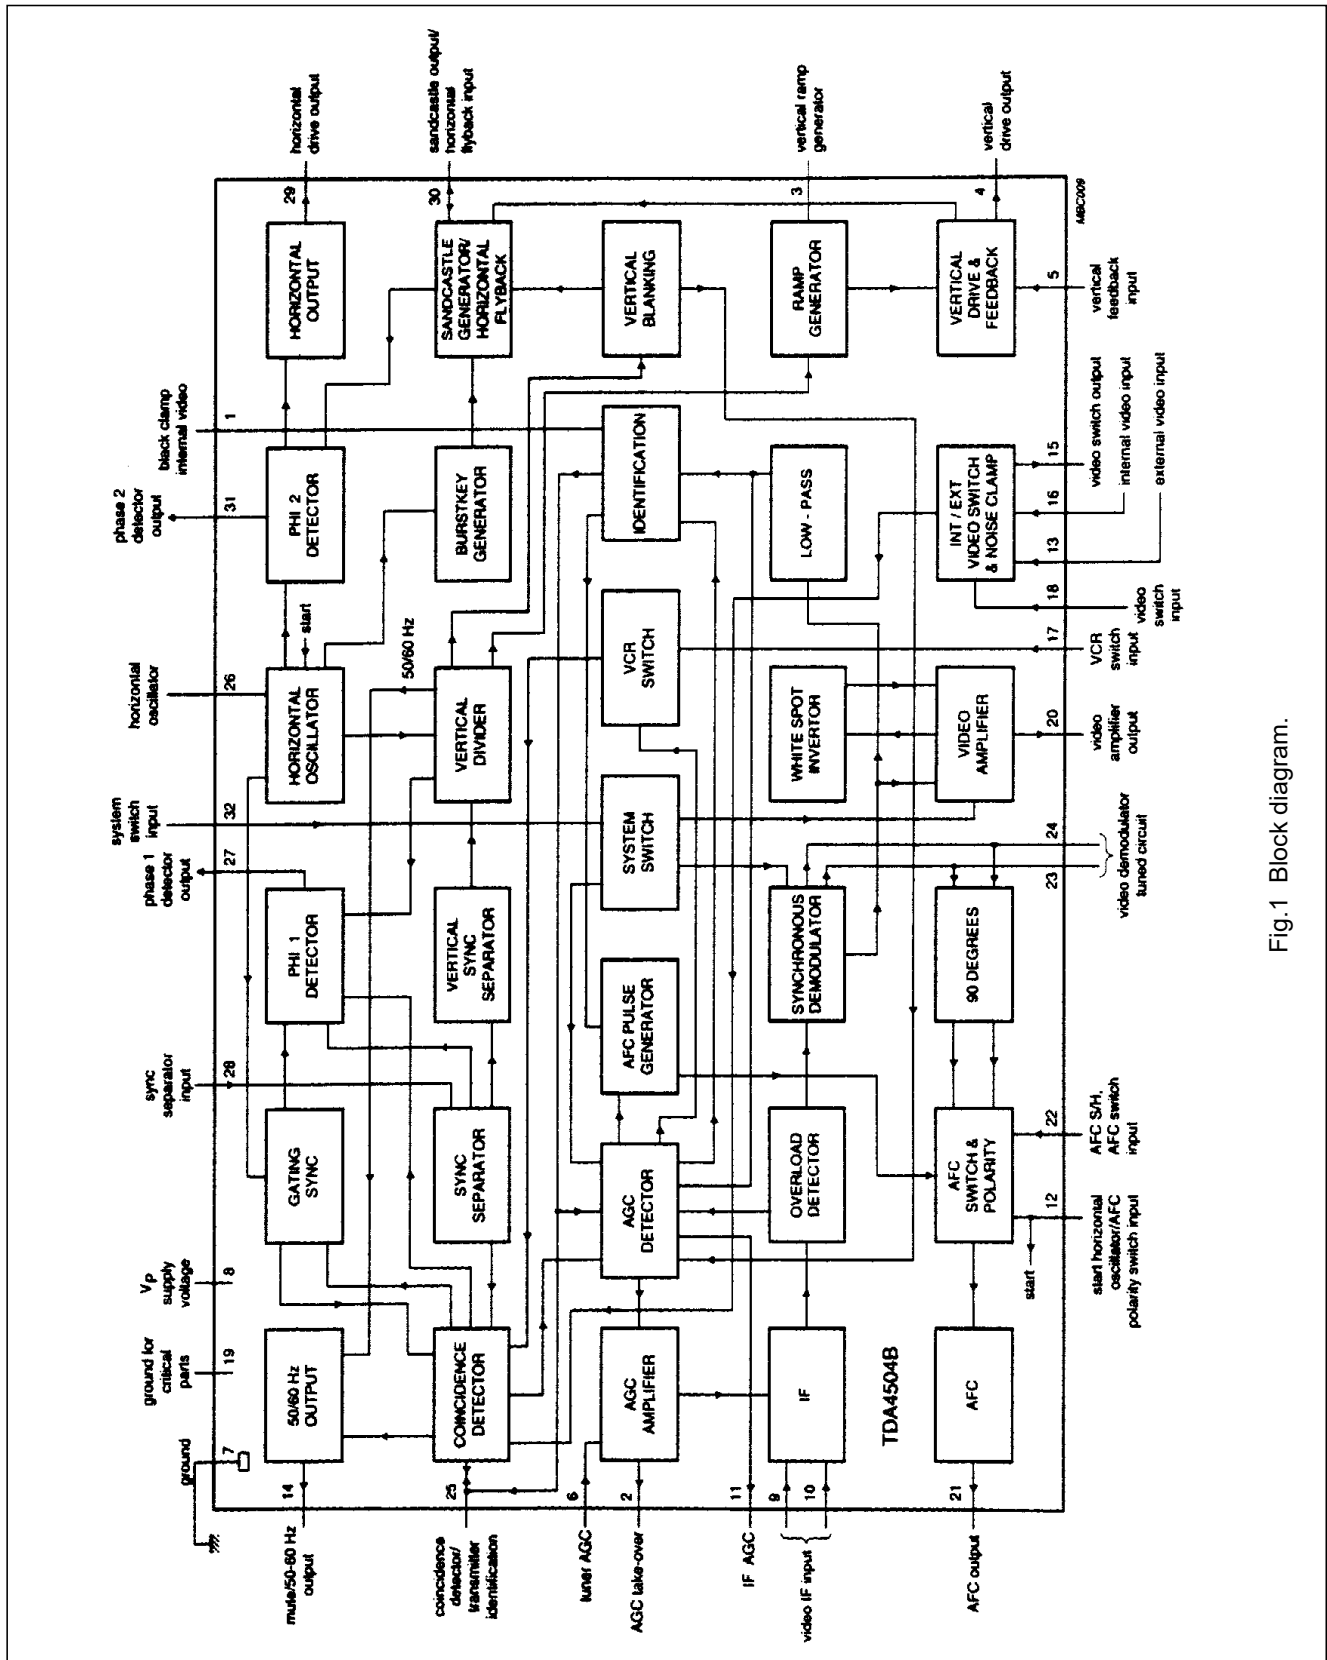 horizontal
drive output
sandcastle output/
horizontal
flyback input
vertical ramp
generator
vertical
drive output
29
30
3
4
MBC009
HORIZONTAL
OUTPUT
SANDCASTLE
GENERATOR/
HORIZONTAL
FLYBACK
VERTICAL
BLANKING
RAMP
GENERATOR
VERTICAL
DRIVE &
FEEDBACK
5
vertical
feedback
input
black clamp
internal video
1
phase 2
detector
output
31
PHI 2
DETECTOR
BURSTKEY
GENERATOR
IDENTIFICATION
LOW - PASS
INT / EXT
VIDEO SWITCH
& NOISE CLAMP
15
video switch output
16
internal video input
13
external video input
18
video
switch
input
start
50/60 Hz
horizontal
oscillator
26
HORIZONTAL
OSCILLATOR
VERTICAL
DIVIDER
VCR
SWITCH
17
VCR
switch
input
WHITE SPOT
INVERTOR
VIDEO
AMPLIFIER
20
video
amplifier
output
system
switch
input
32
SYSTEM
SWITCH
24
23
video demodulator
tuned circuit
phase 1
detector
output
27
PHI 1
DETECTOR
VERTICAL
SYNC
SEPARATOR
AFC PULSE
GENERATOR
SYNCHRONOUS
DEMODULATOR
90 DEGREES
sync
separator
input
28
GATING
SYNC
SYNC
SEPARATOR
AGC
DETECTOR
OVERLOAD
DETECTOR
AFC
SWITCH &
POLARITY
22
AFC S/H,
AFC switch
input
12
start
start horizontal
oscillator/AFC
polarity switch input
VP
supply
voltage
8
ground for
critical
parts
19
ground
7
50/60 Hz
OUTPUT
COINCIDENCE
DETECTOR
AGC
AMPLIFIER
IF
TDA4504B
AFC
14
25
6
2
11
9
10
21
mute/50-60 Hz
output
coincidence
detector/
transmitter
identification
tuner AGC
AGC take-over
IF AGC
video IF input
AFC output
Fig.1 Block diagram.